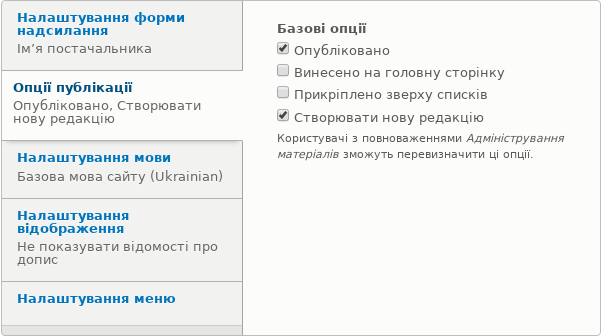 Налаштування форми
надсилання
Ім’я постачальника
Опції публікації
Опубліковано, Створювати
нову редакцію
Налаштування мови
Базова мова сайту (Ukrainian)
Налаштування
відображення
Не показувати відомості про
допис
Налаштування меню
Базові опції
Опубліковано
Винесено на головну сторінку
Прикріплено зверху списків
Створювати нову редакцію
Користувачі з повноваженнями Адміністрування
матеріалів зможуть перевизначити ці опції.